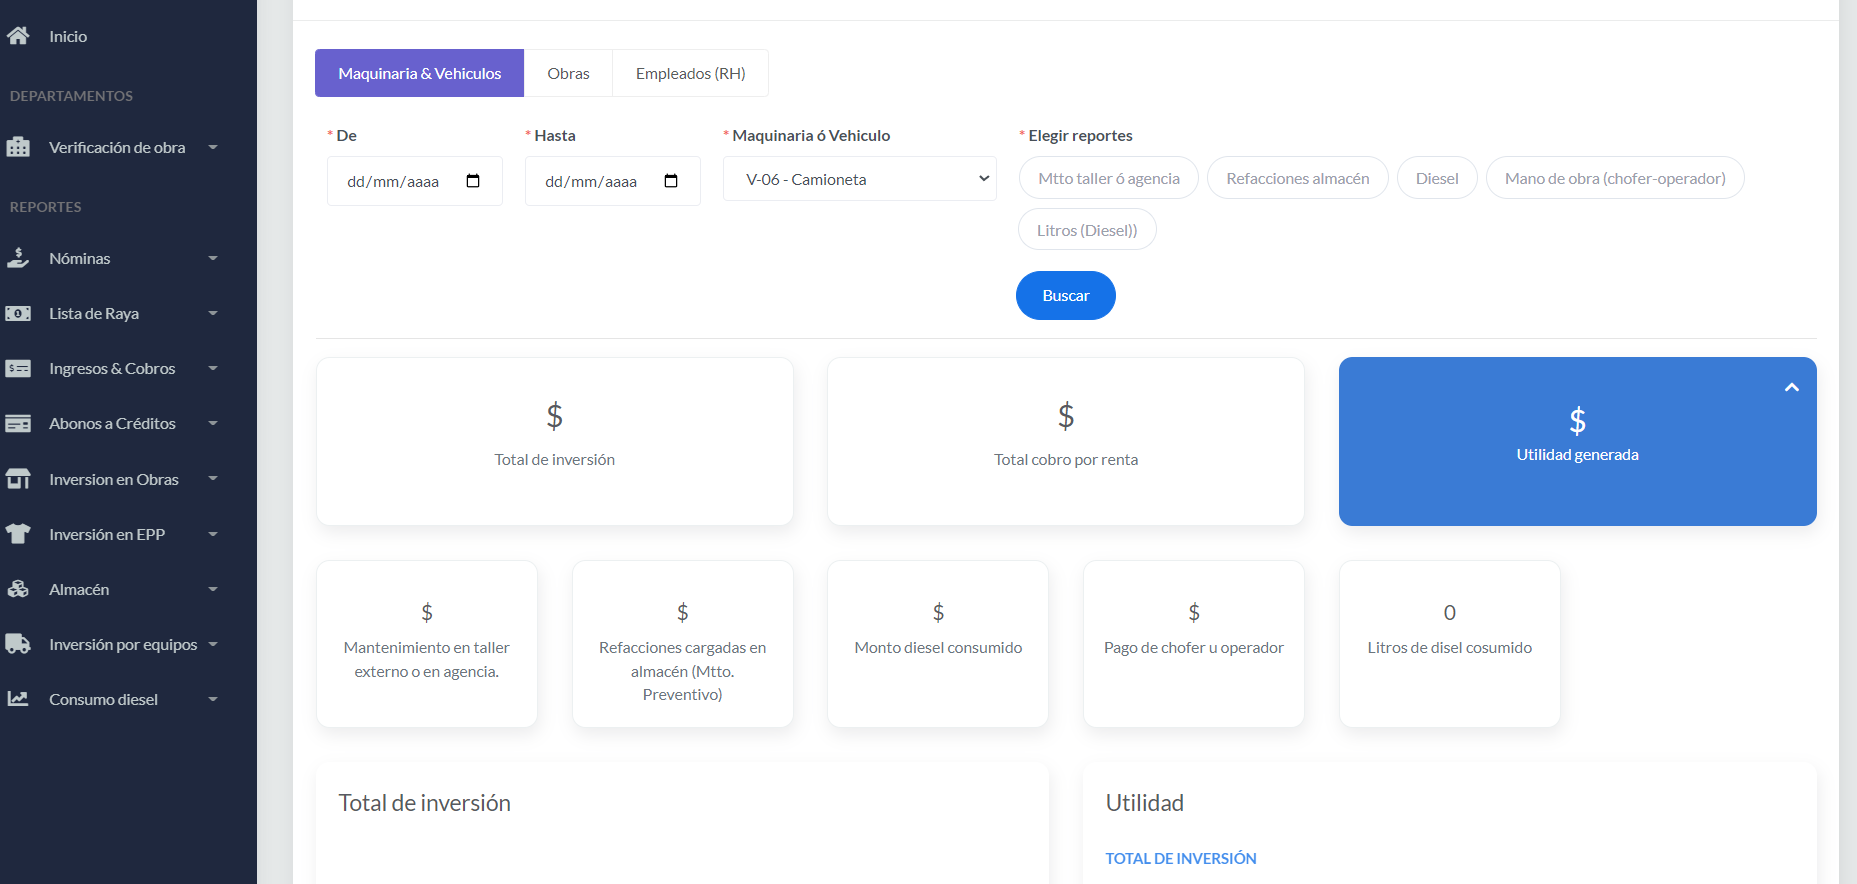 Inicio
DEPARTAMENTOS
Verificación de obra
REPORTES
Nóminas
Lista de Raya
Ingresos & Cobros
Abonos a Créditos
Inversion en Obras
Inversión en EPP
Almacén
Inversión por equipos
Consumo diesel
Maquinaria & Vehiculos
Obras
Empleados (RH)
* De
dd/mm/aaaa
* Hasta
dd/mm/aaaa
* Maquinaria ó Vehiculo
V-06 - Camioneta
* Elegir reportes
Mtto taller ó agencia
Refacciones almacén
Diesel
Mano de obra (chofer-operador)
Litros (Diesel))
Buscar
$
Total de inversión
$
Total cobro por renta
$
Utilidad generada
$
Mantenimiento en taller
externo o en agencia.
$
Refacciones cargadas en
almacén (Mtto.
Preventivo)
$
Monto diesel consumido
$
Pago de chofer u operador
0
Litros de disel cosumido
Total de inversión
Utilidad
TOTAL DE INVERSIÓN